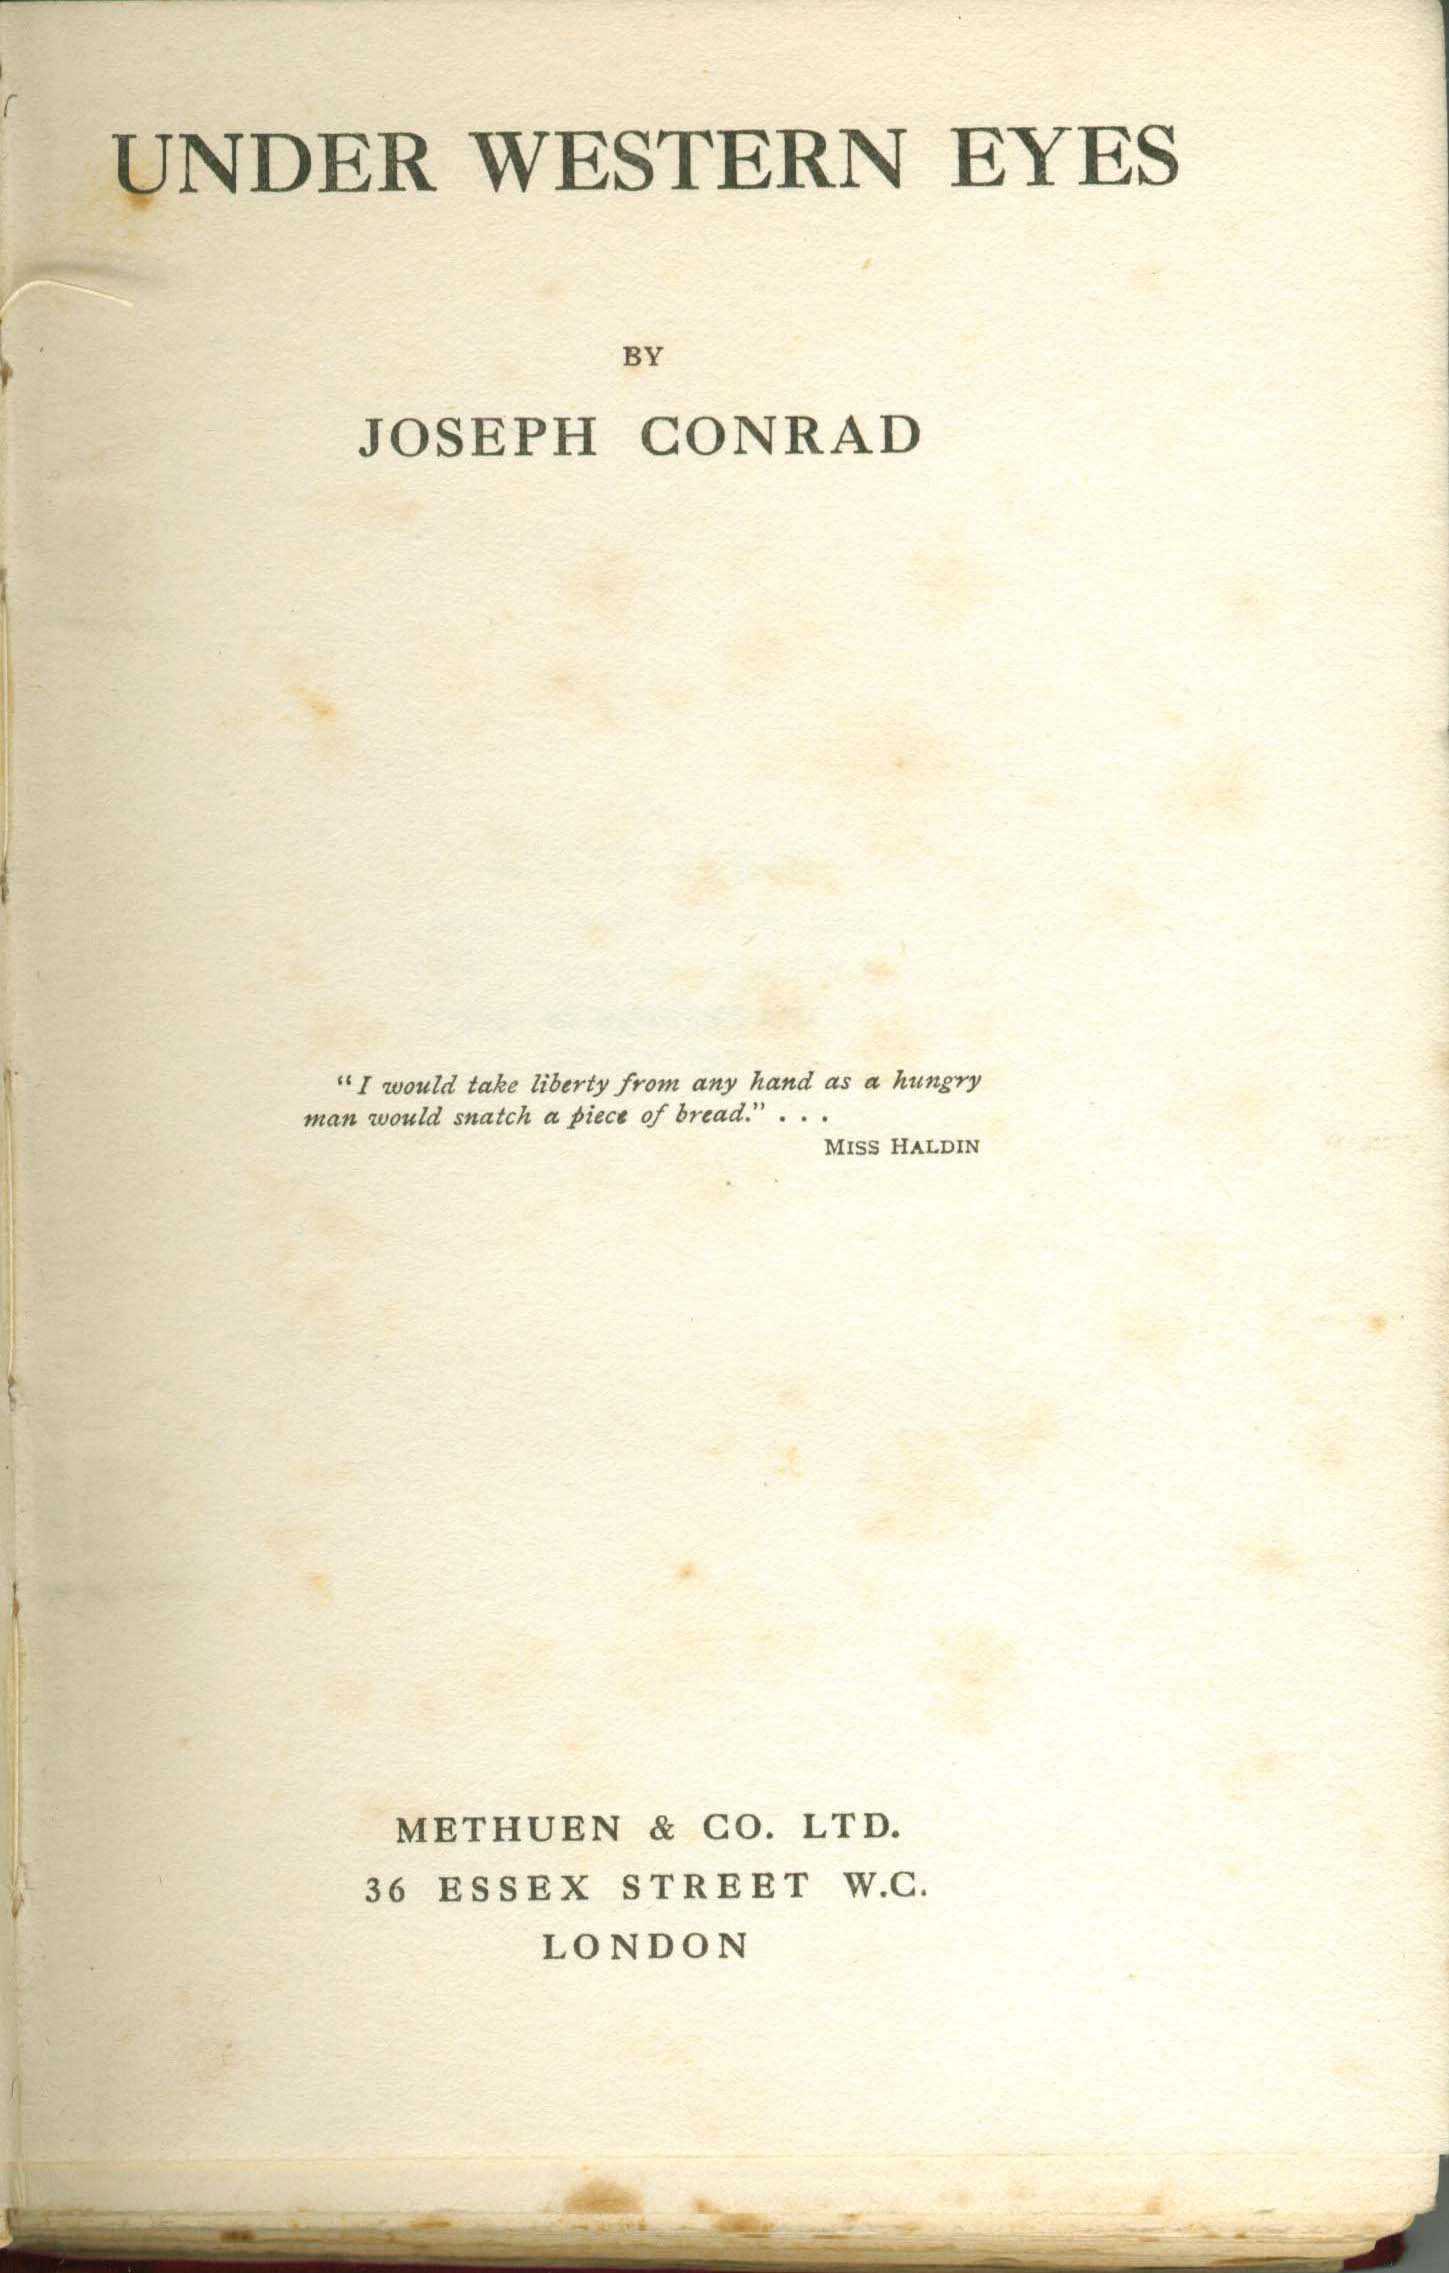 UNDER WESTERN EYES
BY
JOSEPH CONRAD
"I would take liberty from any hand as a hungry
man would snatch a piece of bread." . . .
MISS HALDIN
METHUEN & CO. LTD.
36 ESSEX STREET W.C.
LONDON